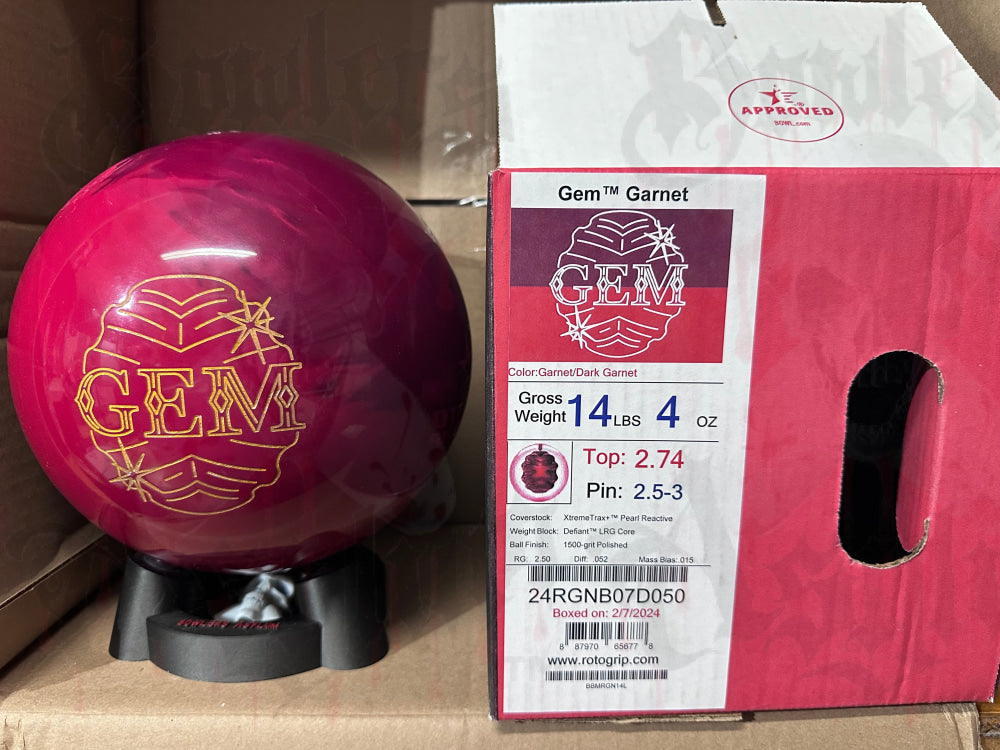 GEM
BOWLERS ASYLUM
APPROVED
BOWL.com
Gem™ Garnet
GEM
Color:Garnet/Dark Garnet
Gross Weight 14 LBS 4 OZ
Top: 2.74
Pin: 2.5-3
Coverstock: XtremeTrax+™ Pearl Reactive
Weight Block: Defiant™ LRG Core
Ball Finish: 1500-grit Polished
RG: 2.50 Diff: .052 Mass Bias: .015
24RGNB07D050
Boxed on: 2/7/2024
8 87970 65677 8
www.rotogrip.com
BBMRGN14L